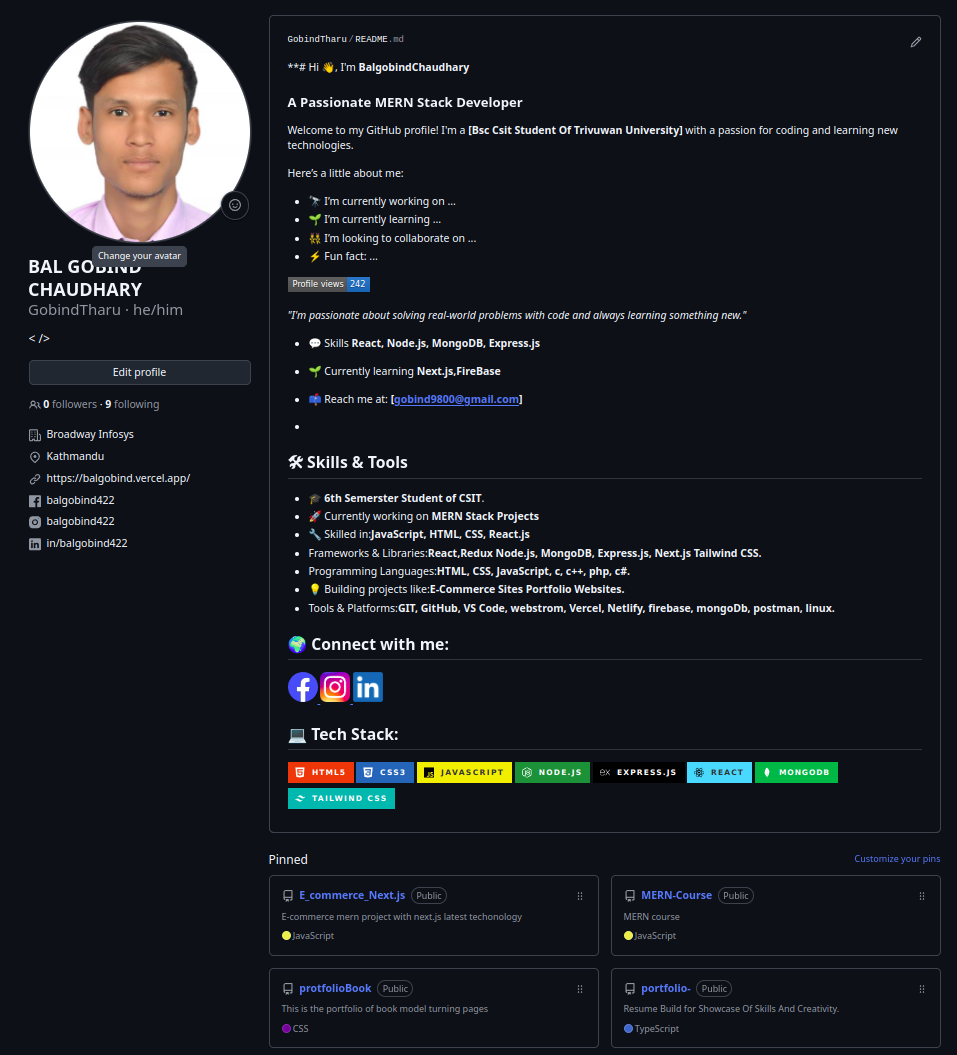 Change your avatar
BAL GOBIND
CHAUDHARY
GobindTharu · he/him
< />
Edit profile
0 followers · 9 following
Broadway Infosys
Kathmandu
https://balgobind.vercel.app/
balgobind422
balgobind422
in/balgobind422
GobindTharu/README.md
**# Hi 👋, I'm BalgobindChaudhary
A Passionate MERN Stack Developer
Welcome to my GitHub profile! I'm a [Bsc Csit Student Of Trivuwan University] with a passion for coding and learning new
technologies.
Here's a little about me:
🔭 I'm currently working on ...
🌱 I'm currently learning ...
👯 I'm looking to collaborate on ...
⚡ Fun fact: ...
Profile views 242
"I'm passionate about solving real-world problems with code and always learning something new."
💬 Skills React, Node.js, MongoDB, Express.js
🌱 Currently learning Next.js,FireBase
📫 Reach me at: [gobind9800@gmail.com]
🛠 Skills & Tools
🎓 6th Semerster Student of CSIT.
🚀 Currently working on MERN Stack Projects
🔧 Skilled in:JavaScript, HTML, CSS, React.js
Frameworks & Libraries:React,Redux Node.js, MongoDB, Express.js, Next.js Tailwind CSS.
Programming Languages:HTML, CSS, JavaScript, c, c++, php, c#.
💡 Building projects like:E-Commerce Sites Portfolio Websites.
Tools & Platforms:GIT, GitHub, VS Code, webstrom, Vercel, Netlify, firebase, mongoDb, postman, linux.
🌍 Connect with me:
💻 Tech Stack:
HTML5 CSS3 JS JAVASCRIPT NODE.JS ex EXPRESS.JS REACT MONGODB
TAILWIND CSS
Pinned
Customize your pins
E_commerce_Next.js Public
E-commerce mern project with next.js latest techonology
JavaScript
MERN-Course Public
MERN course
JavaScript
protfolioBook Public
This is the portfolio of book model turning pages
CSS
portfolio- Public
Resume Build for Showcase Of Skills And Creativity.
TypeScript